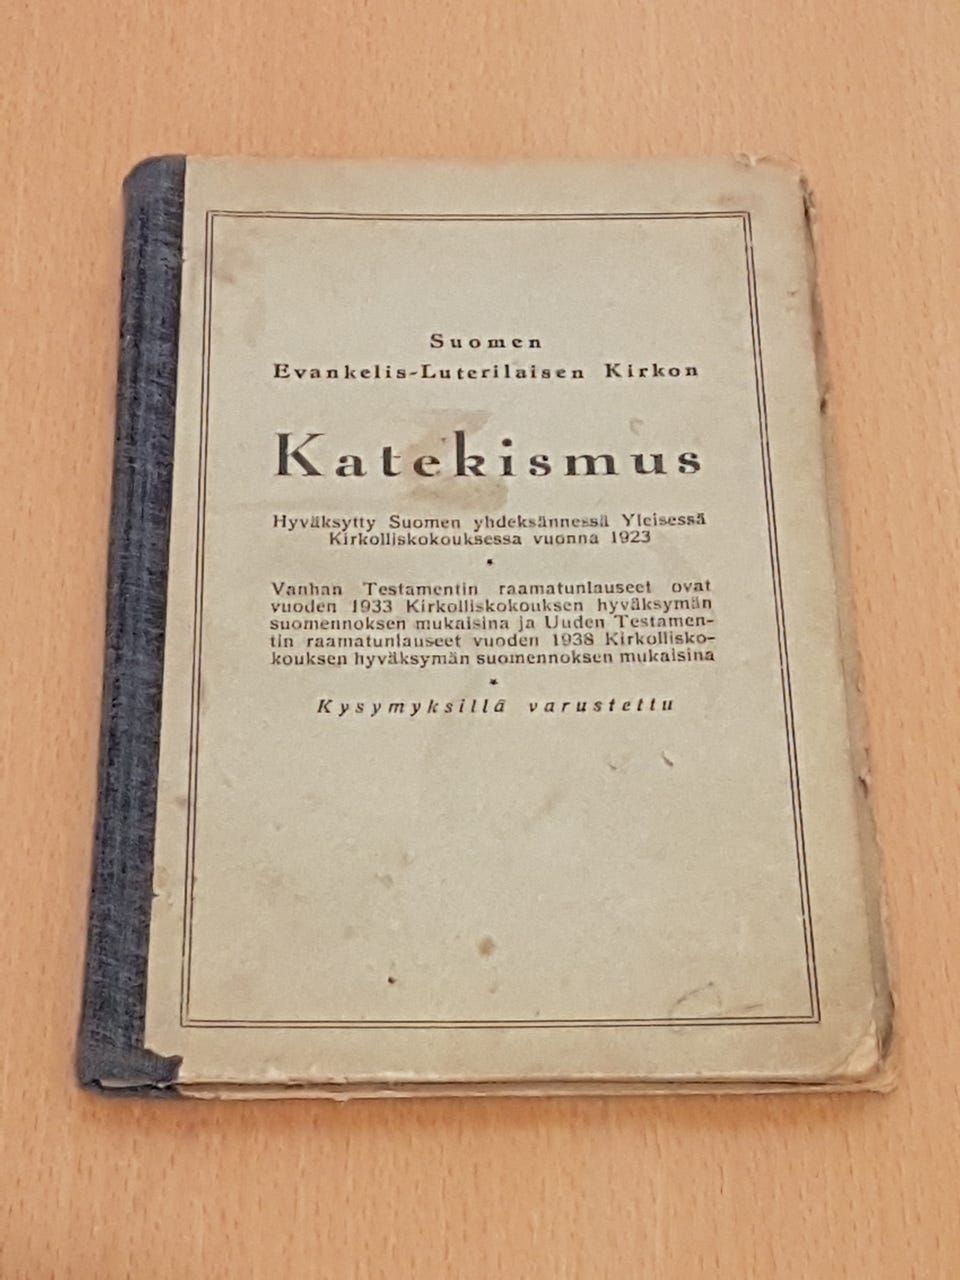 Suomen
Evankelis-Luterilaisen Kirkon
Katekismus
Hyväksytty Suomen yhdeksännessä Yleisessä
Kirkolliskokouksessa vuonna 1923
*
Vanhan Testamentin raamatunlauseet ovat
vuoden 1933 Kirkolliskokouksen hyväksymän
suomennoksen mukaisina ja Uuden Testamen-
tin raamatunlauseet vuoden 1938 Kirkollisko-
kouksen hyväksymän suomennoksen mukaisina
*
Kysymyksillä varustettu